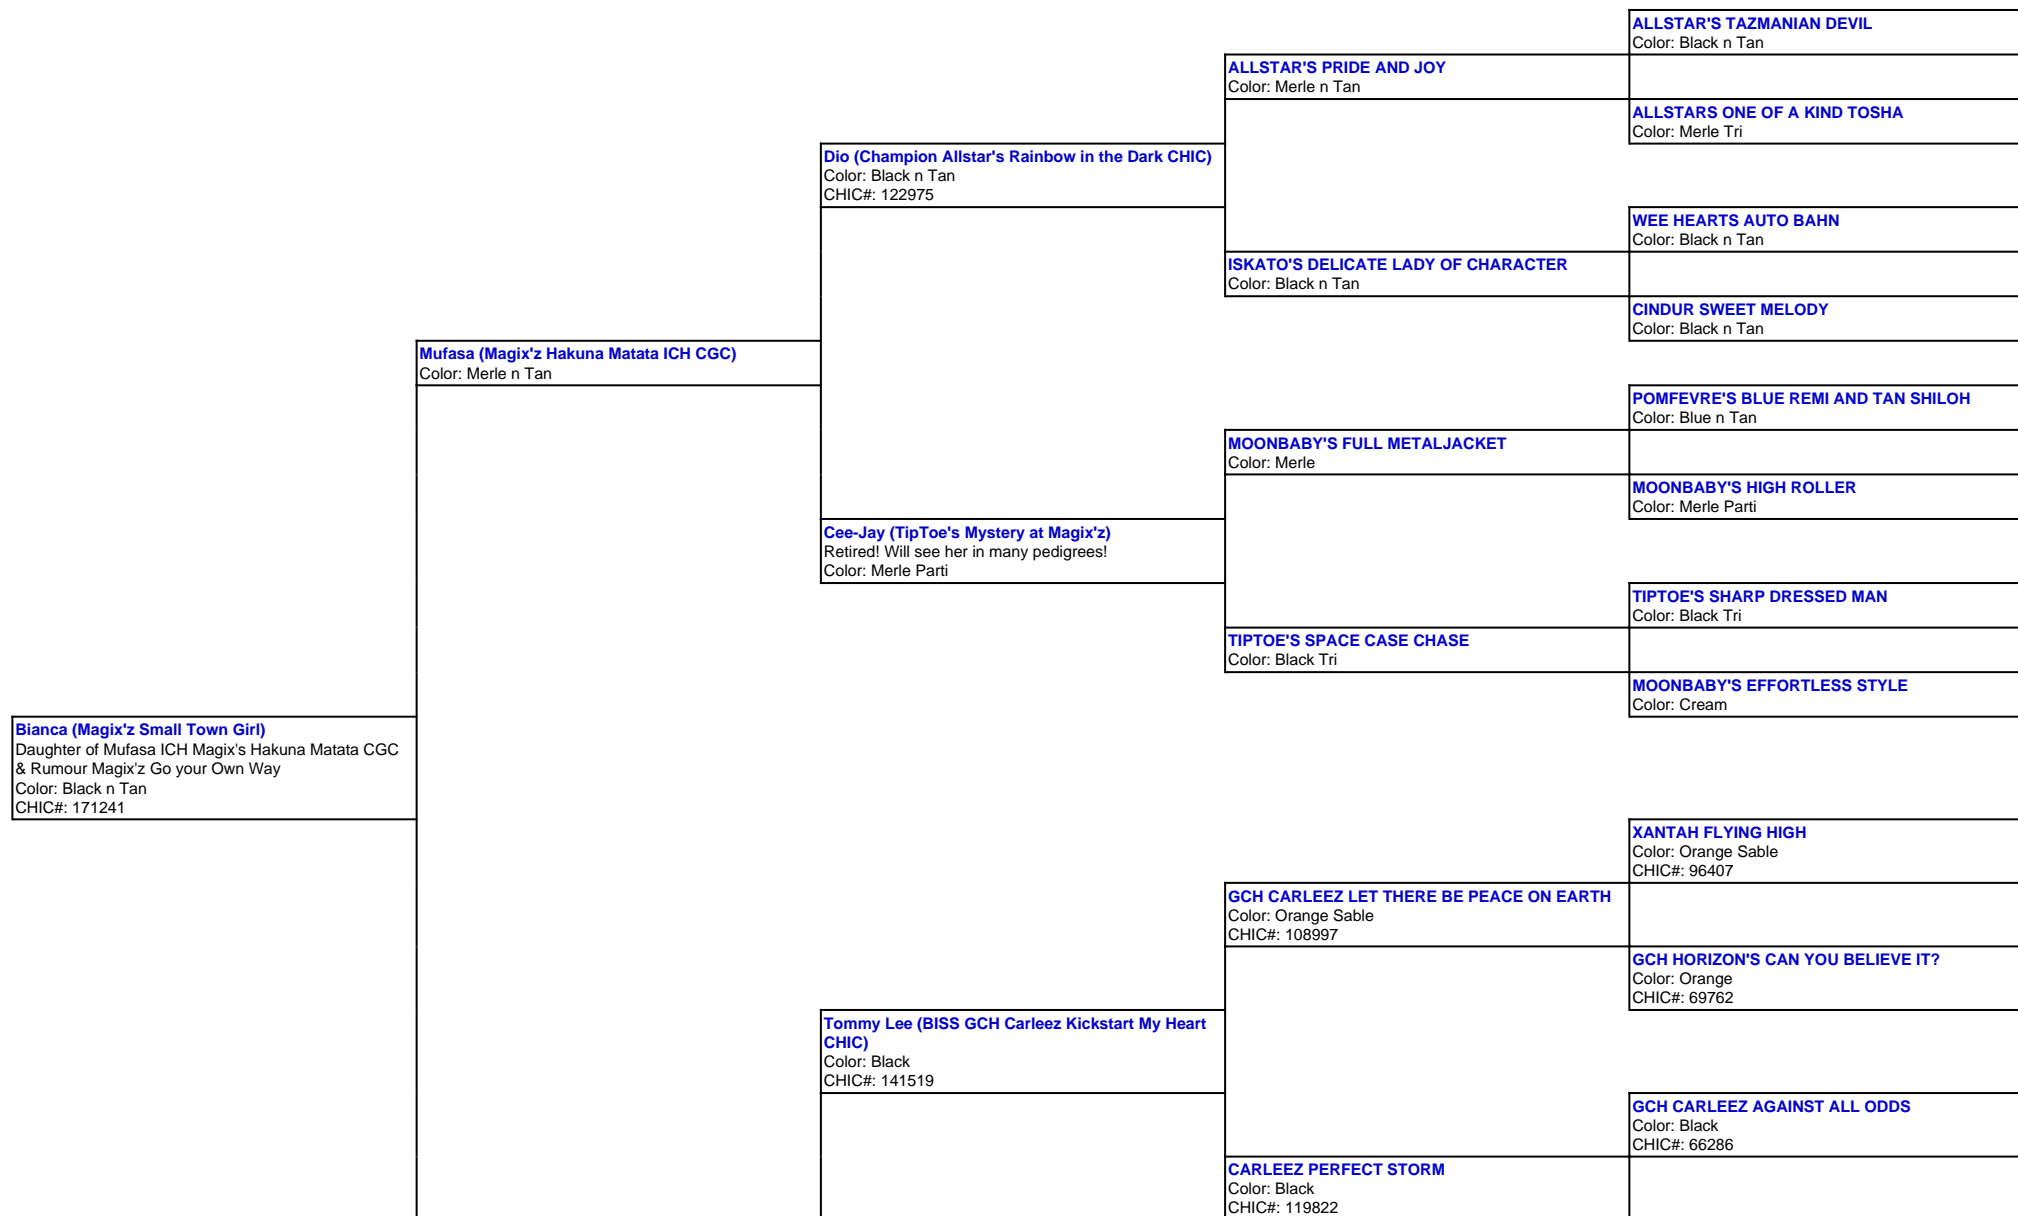 ALLSTAR'S TAZMANIAN DEVIL
Color: Black n Tan
ALLSTAR'S PRIDE AND JOY
Color: Merle n Tan
ALLSTARS ONE OF A KIND TOSHA
Color: Merle Tri
Dio (Champion Allstar's Rainbow in the Dark CHIC)
Color: Black n Tan
CHIC#: 122975
WEE HEARTS AUTO BAHN
Color: Black n Tan
ISKATO'S DELICATE LADY OF CHARACTER
Color: Black n Tan
CINDUR SWEET MELODY
Color: Black n Tan
Mufasa (Magix'z Hakuna Matata ICH CGC)
Color: Merle n Tan
POMFEVRE'S BLUE REMI AND TAN SHILOH
Color: Blue n Tan
MOONBABY'S FULL METALJACKET
Color: Merle
MOONBABY'S HIGH ROLLER
Color: Merle Parti
Cee-Jay (TipToe's Mystery at Magix'z)
Retired! Will see her in many pedigrees!
Color: Merle Parti
TIPTOE'S SHARP DRESSED MAN
Color: Black Tri
TIPTOE'S SPACE CASE CHASE
Color: Black Tri
MOONBABY'S EFFORTLESS STYLE
Color: Cream
Bianca (Magix'z Small Town Girl)
Daughter of Mufasa ICH Magix's Hakuna Matata CGC
& Rumour Magix'z Go your Own Way
Color: Black n Tan
CHIC#: 171241
XANTAH FLYING HIGH
Color: Orange Sable
CHIC#: 96407
GCH CARLEEZ LET THERE BE PEACE ON EARTH
Color: Orange Sable
CHIC#: 108997
GCH HORIZON'S CAN YOU BELIEVE IT?
Color: Orange
CHIC#: 69762
Tommy Lee (BISS GCH Carleez Kickstart My Heart
CHIC)
Color: Black
CHIC#: 141519
GCH CARLEEZ AGAINST ALL ODDS
Color: Black
CHIC#: 66286
CARLEEZ PERFECT STORM
Color: Black
CHIC#: 119822